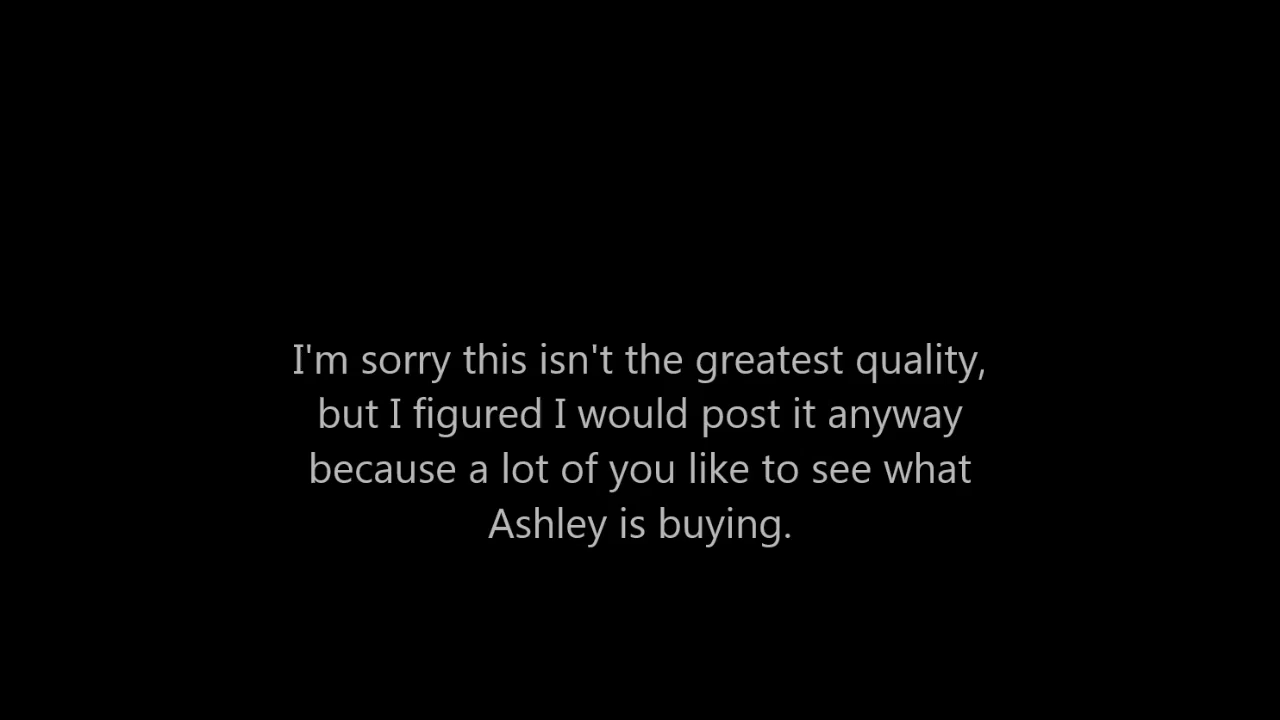 I'm sorry this isn't the greatest quality,
but I figured I would post it anyway
because a lot of you like to see what
Ashley is buying.